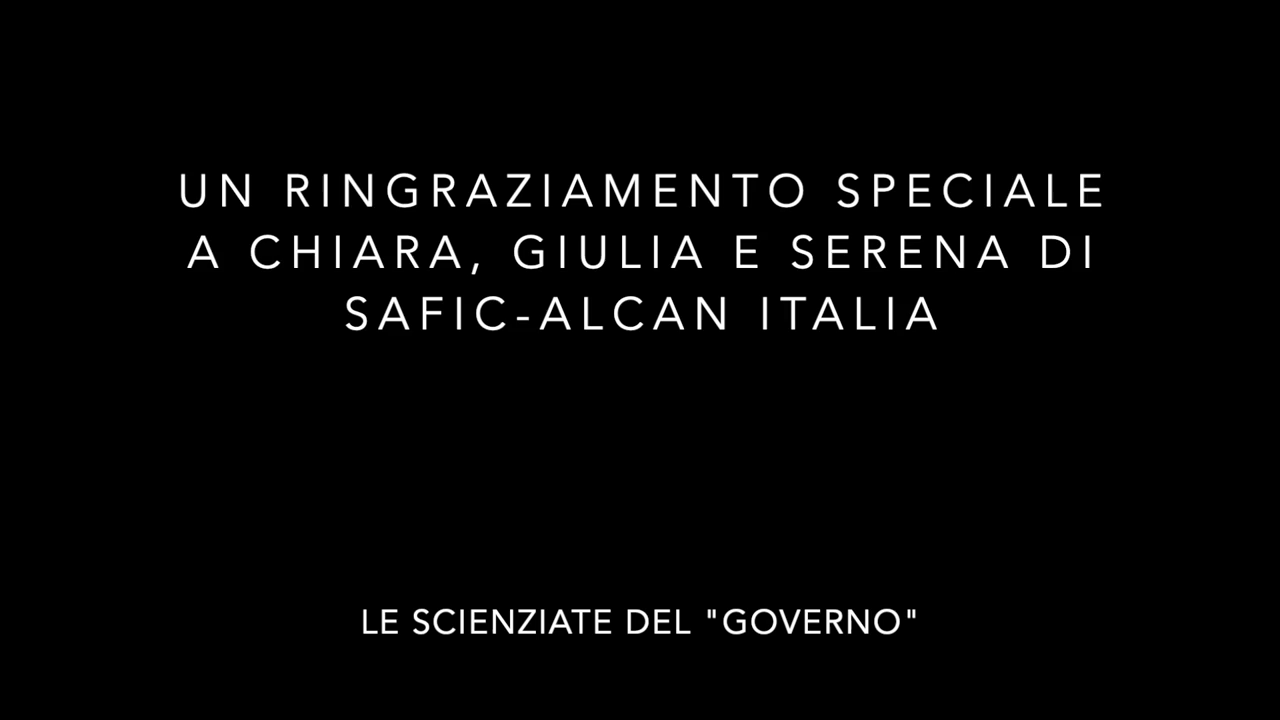 UN RINGRAZIAMENTO SPECIALE
A CHIARA, GIULIA E SERENA DI
SAFIC-ALCAN ITALIA
LE SCIENZIATE DEL "GOVERNO"